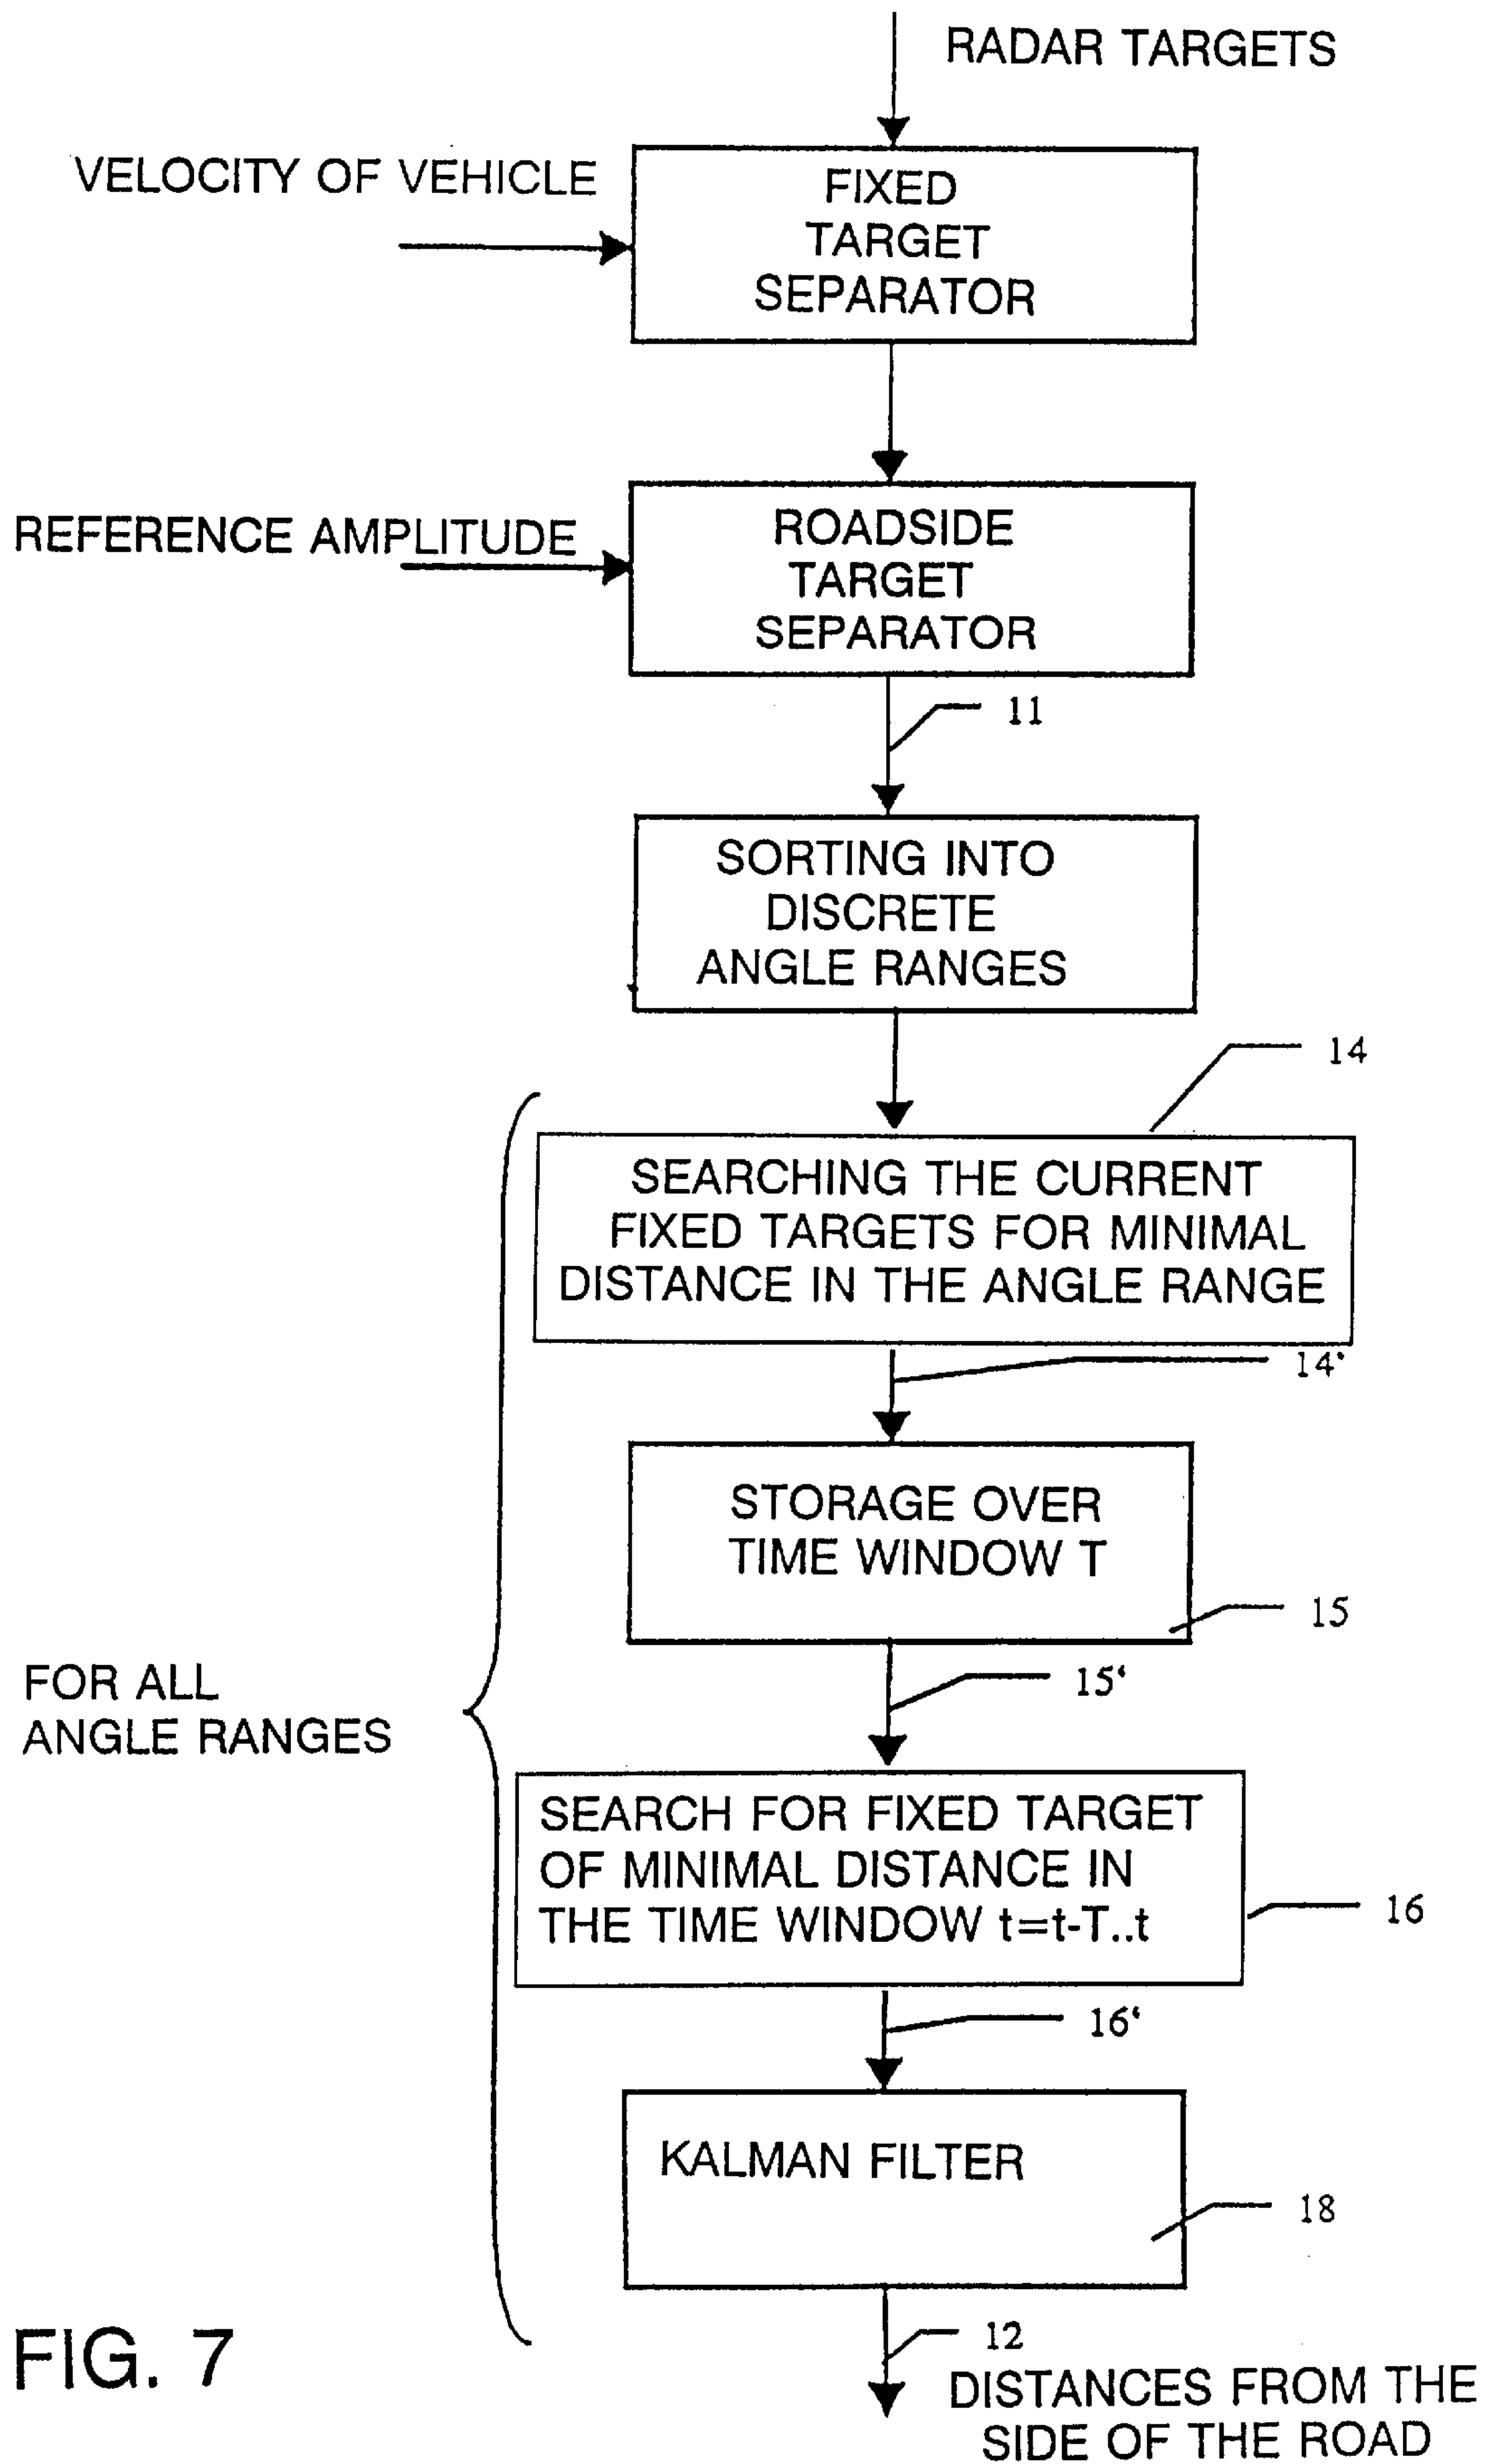 RADAR TARGETS
VELOCITY OF VEHICLE
FIXED
TARGET
SEPARATOR
REFERENCE AMPLITUDE
ROADSIDE
TARGET
SEPARATOR
11
SORTING INTO
DISCRETE
ANGLE RANGES
14
SEARCHING THE CURRENT
FIXED TARGETS FOR MINIMAL
DISTANCE IN THE ANGLE RANGE
14'
STORAGE OVER
TIME WINDOW T
15
15'
FOR ALL
ANGLE RANGES
SEARCH FOR FIXED TARGET
OF MINIMAL DISTANCE IN
THE TIME WINDOW t=t-T..t
16
16'
KALMAN FILTER
18
12
DISTANCES FROM THE
SIDE OF THE ROAD
FIG. 7